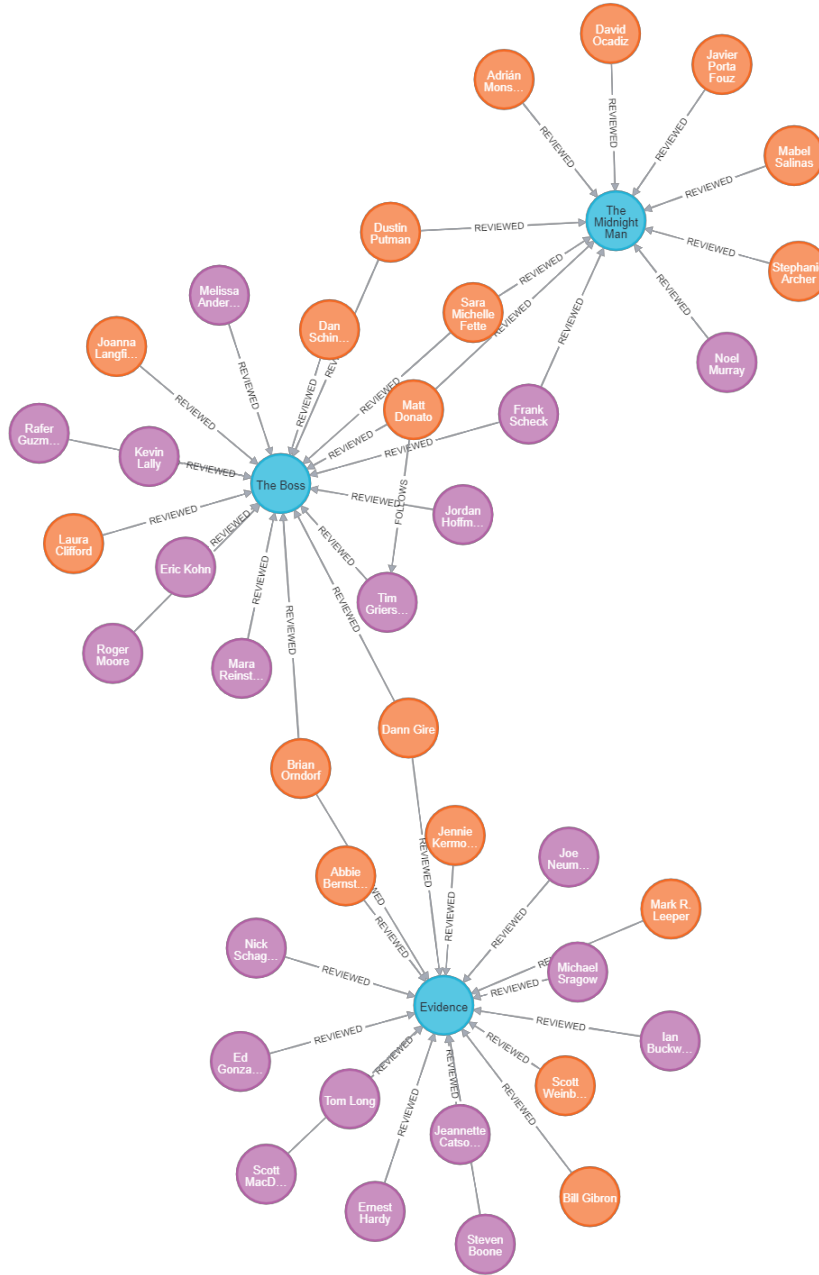 David
Ocadiz
Javier
Porta
Fouz
Adrián
Mons...
REVIEWED
REVIEWED
REVIEWED
Mabel
Salinas
REVIEWED
The
Midnight
Man
Dustin
Putman
REVIEWED
REVIEWED
Stephanie
Archer
Melissa
Ander...
REVIEWED
Sara
Michelle
Fette
REVIEWED
REVIEWED
Dan
Schin...
Joanna
Langfi...
REVIEWED
Noel
Murray
REVIEWED
REVIEWED
REVIEWED
REVIEWED
REVIEWED
Matt
Donato
Frank
Scheck
Rafer
Guzm...
Kevin
Lally
REVIEWED
REVIEWED
REVIEWED
The Boss
REVIEWED
FOLLOWS
Jordan
Hoffm...
REVIEWED
REVIEWED
Laura
Clifford
REVIEWED
REVIEWED
Eric Kohn
Tim
Griers...
REVIEWED
REVIEWED
Roger
Moore
Mara
Reinst...
Dann Gire
Brian
Orndorf
Jennie
Kermo...
REVIEWED
Joe
Neum...
Abbie
Bernst...
REVIEWED
REVIEWED
Mark R.
Leeper
REVIEWED
Nick
Schag...
REVIEWED
Michael
Sragow
REVIEWED
Evidence
REVIEWED
Ian
Buckw...
REVIEWED
Ed
Gonza...
REVIEWED
REVIEWED
REVIEWED
Scott
Weinb...
Tom Long
REVIEWED
REVIEWED
Jeannette
Catso...
Scott
MacD...
Ernest
Hardy
Bill Gibron
Steven
Boone